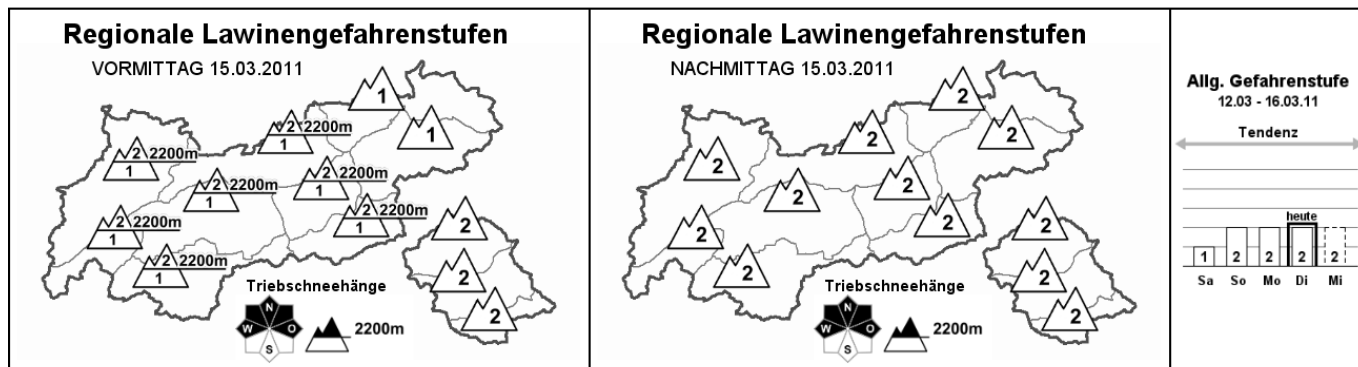 Regionale Lawinengefahrenstufen
VORMITTAG 15.03.2011
1
1
2 2200m
1
2 2200m
1
2 2200m
1
2 2200m
1
2 2200m
1
2 2200m
1
2 2200m
1
2
2
2
Triebschneehänge
N
W O
S
2200m
Regionale Lawinengefahrenstufen
NACHMITTAG 15.03.2011
2
2
2
2
2
2
2
2
2
2
2
2
Triebschneehänge
N
W O
S
2200m
Allg. Gefahrenstufe
12.03 - 16.03.11
Tendenz
heute
1 2 2 2 2
Sa So Mo Di Mi